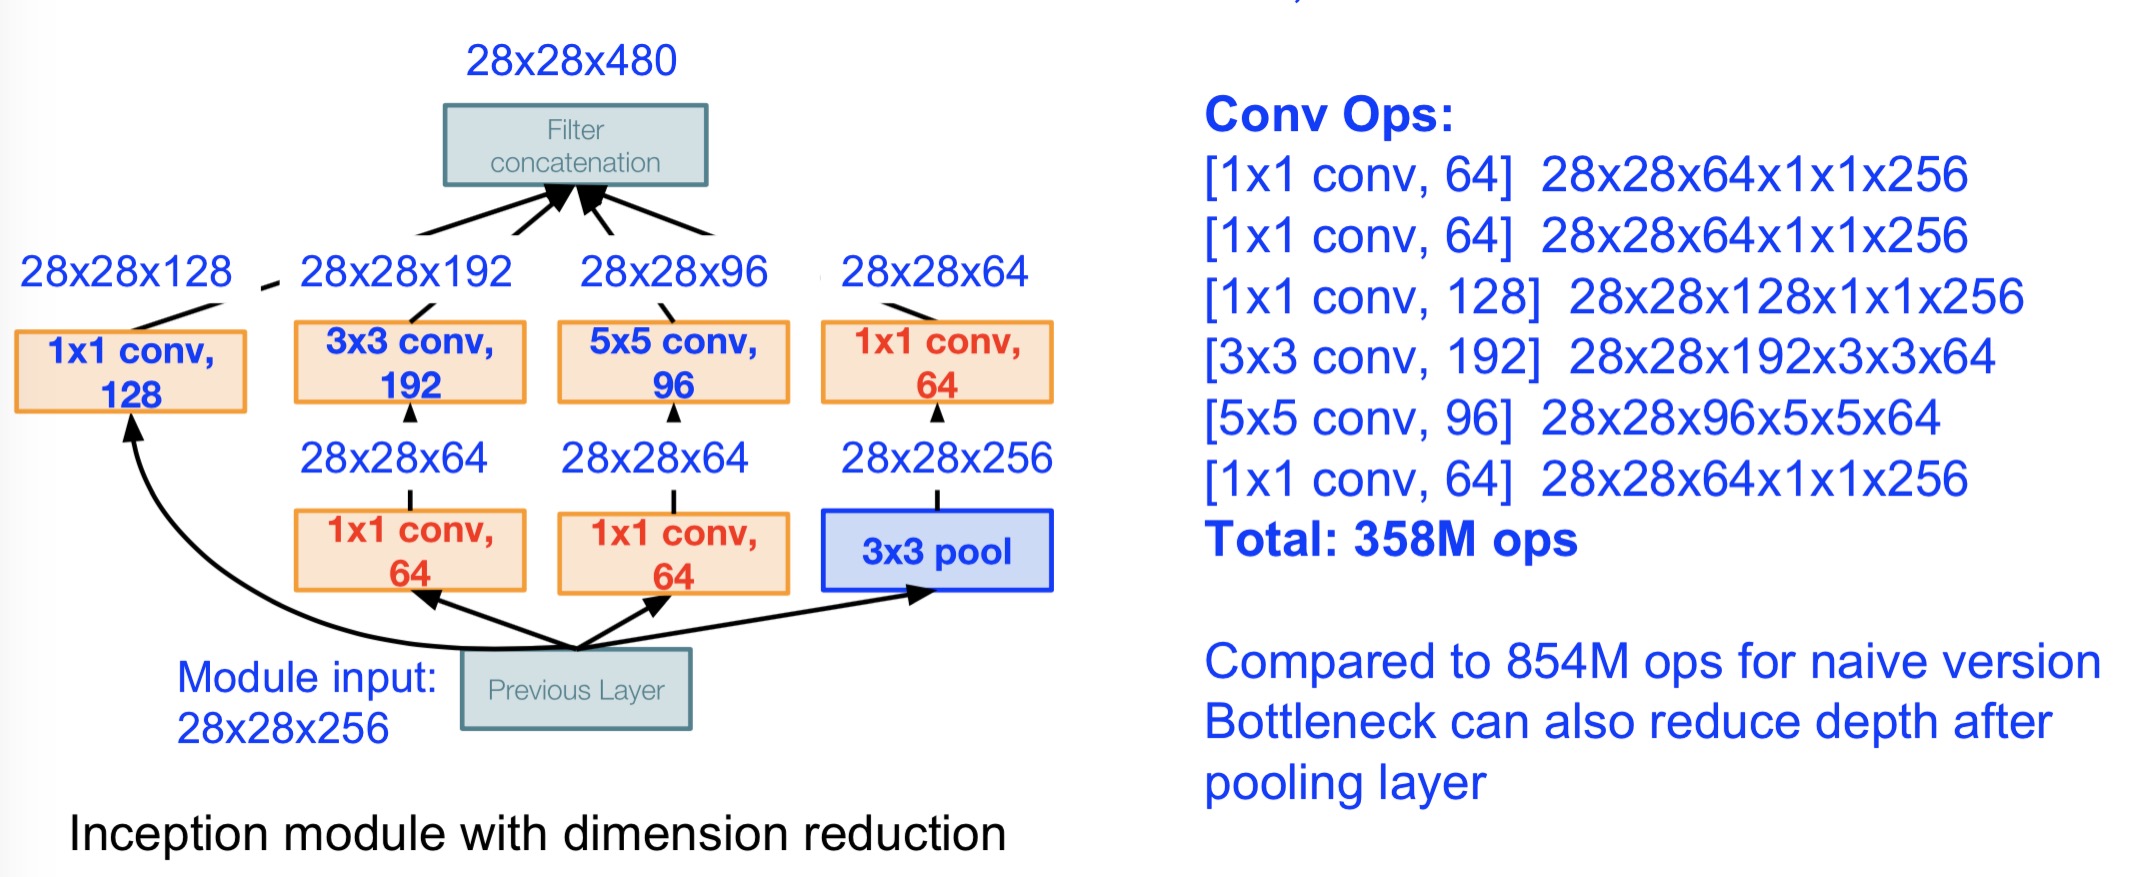 28x28x480
Filter
concatenation
28x28x128
28x28x192
28x28x96
28x28x64
1x1 conv,
128
3x3 conv,
192
5x5 conv,
96
1x1 conv,
64
28x28x64
28x28x64
28x28x256
1x1 conv,
64
1x1 conv,
64
3x3 pool
Module input:
28x28x256
Previous Layer
Inception module with dimension reduction
Conv Ops:
[1x1 conv, 64] 28x28x64x1x1x256
[1x1 conv, 64] 28x28x64x1x1x256
[1x1 conv, 128] 28x28x128x1x1x256
[3x3 conv, 192] 28x28x192x3x3x64
[5x5 conv, 96] 28x28x96x5x5x64
[1x1 conv, 64] 28x28x64x1x1x256
Total: 358M ops
Compared to 854M ops for naive version
Bottleneck can also reduce depth after
pooling layer